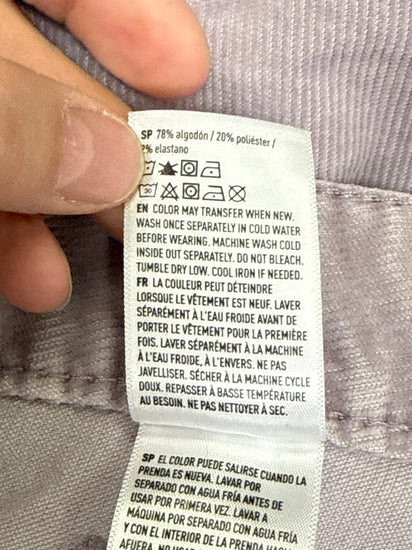 SP 78% algodón / 20% poliéster /
2% elastano
30
EN COLOR MAY TRANSFER WHEN NEW.
WASH ONCE SEPARATELY IN COLD WATER
BEFORE WEARING. MACHINE WASH COLD
INSIDE OUT SEPARATELY. DO NOT BLEACH.
TUMBLE DRY LOW. COOL IRON IF NEEDED.
FR LA COULEUR PEUT DÉTEINDRE
LORSQUE LE VÊTEMENT EST NEUF. LAVER
SÉPARÉMENT À L'EAU FROIDE AVANT DE
PORTER LE VÊTEMENT POUR LA PREMIÈRE
FOIS. LAVER SÉPARÉMENT À LA MACHINE
À L'EAU FROIDE, À L'ENVERS. NE PAS
JAVELLISER. SÉCHER À LA MACHINE CYCLE
DOUX. REPASSER À BASSE TEMPÉRATURE
AU BESOIN. NE PAS NETTOYER À SEC.
SP EL COLOR PUEDE SALIRSE CUANDO LA
PRENDA ES NUEVA. LAVAR POR
SEPARADO CON AGUA FRÍA ANTES DE
USAR POR PRIMERA VEZ. LAVAR A
MÁQUINA POR SEPARADO CON AGUA FRÍA
Y CON EL INTERIOR DE LA PRENDA HACIA
AFUERA. NO USAR